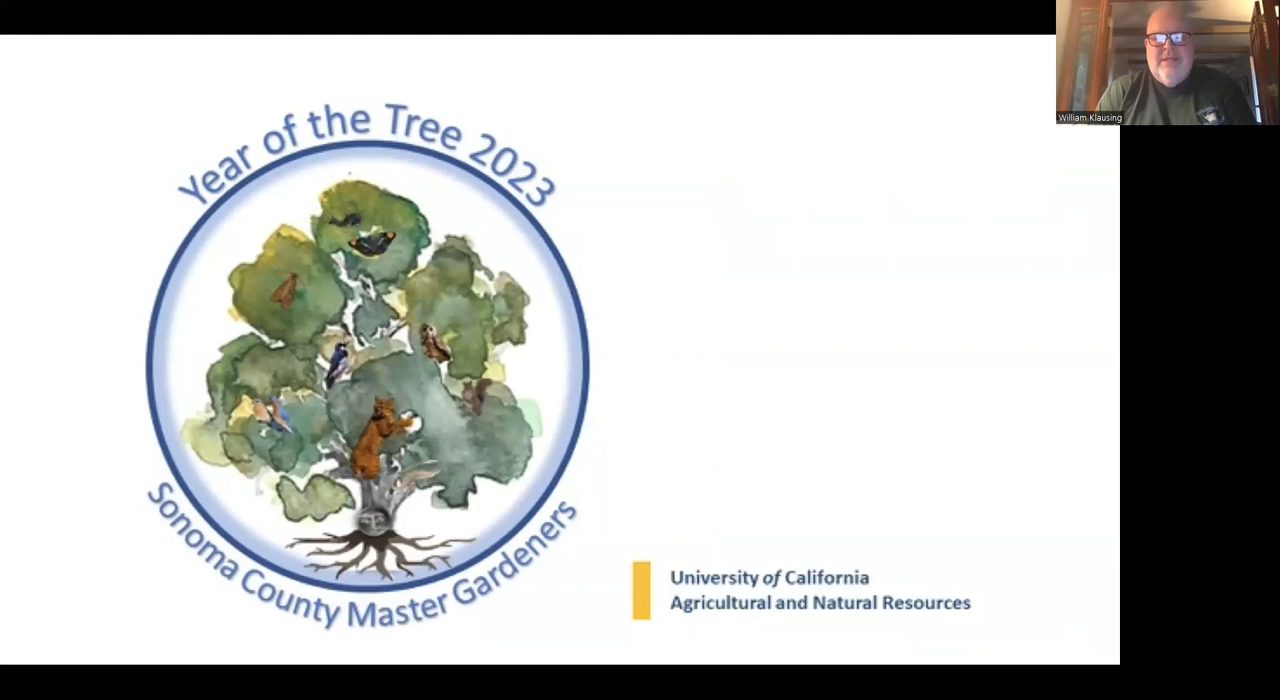 Year of the Tree 2023
Sonoma County Master Gardeners
University of California
Agricultural and Natural Resources
William Klausing